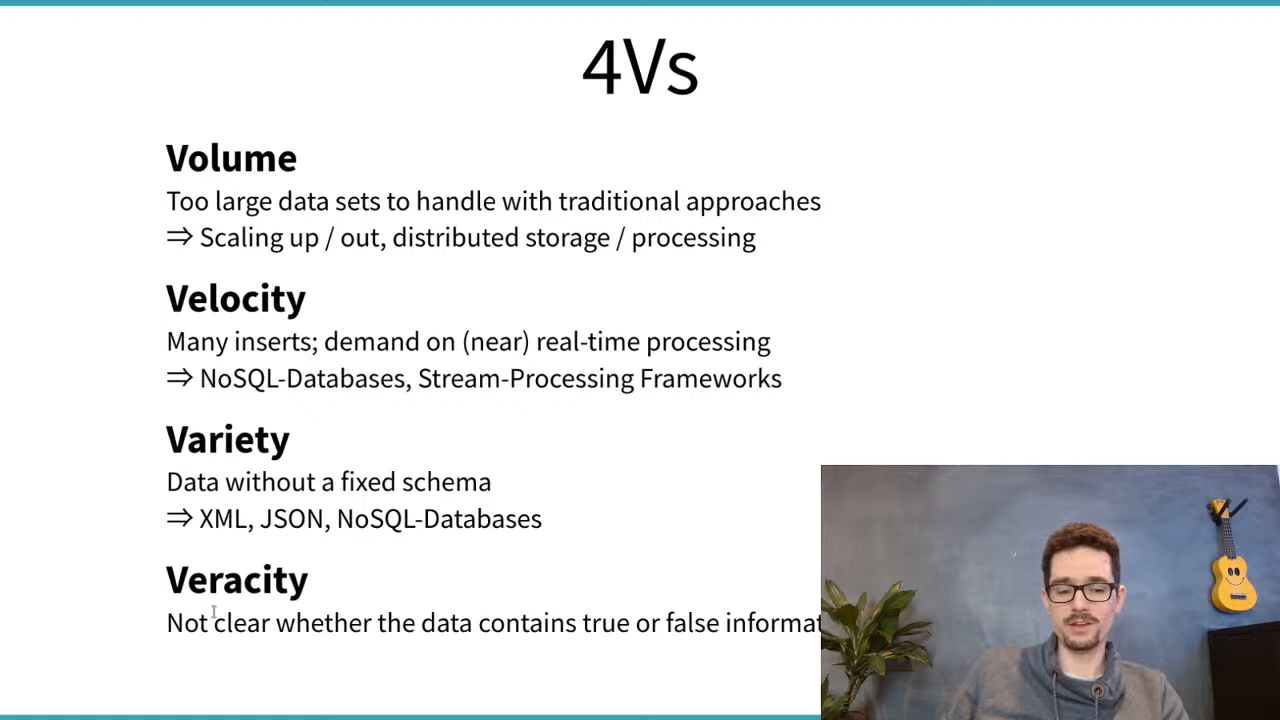 4Vs
Volume
Too large data sets to handle with traditional approaches
⇒ Scaling up / out, distributed storage / processing
Velocity
Many inserts; demand on (near) real-time processing
⇒ NoSQL-Databases, Stream-Processing Frameworks
Variety
Data without a fixed schema
⇒ XML, JSON, NoSQL-Databases
Veracity
Not clear whether the data contains true or false